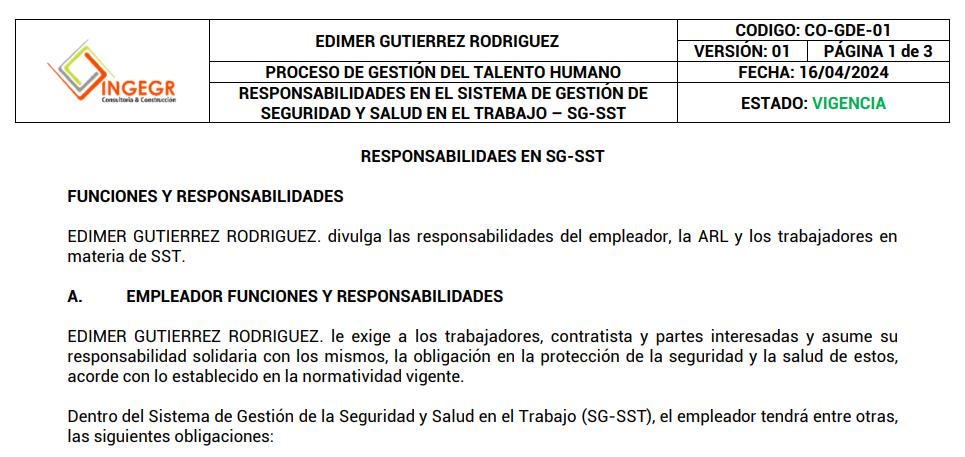 INGEGR
Consultoría & Construcción
EDIMER GUTIERREZ RODRIGUEZ
CODIGO: CO-GDE-01
VERSIÓN: 01 PÁGINA 1 de 3
PROCESO DE GESTIÓN DEL TALENTO HUMANO
FECHA: 16/04/2024
RESPONSABILIDADES EN EL SISTEMA DE GESTIÓN DE
SEGURIDAD Y SALUD EN EL TRABAJO – SG-SST
ESTADO: VIGENCIA
RESPONSABILIDAES EN SG-SST
FUNCIONES Y RESPONSABILIDADES
EDIMER GUTIERREZ RODRIGUEZ. divulga las responsabilidades del empleador, la ARL y los trabajadores en
materia de SST.
A. EMPLEADOR FUNCIONES Y RESPONSABILIDADES
EDIMER GUTIERREZ RODRIGUEZ. le exige a los trabajadores, contratista y partes interesadas y asume su
responsabilidad solidaria con los mismos, la obligación en la protección de la seguridad y la salud de estos,
acorde con lo establecido en la normatividad vigente.
Dentro del Sistema de Gestión de la Seguridad y Salud en el Trabajo (SG-SST), el empleador tendrá entre otras,
las siguientes obligaciones: